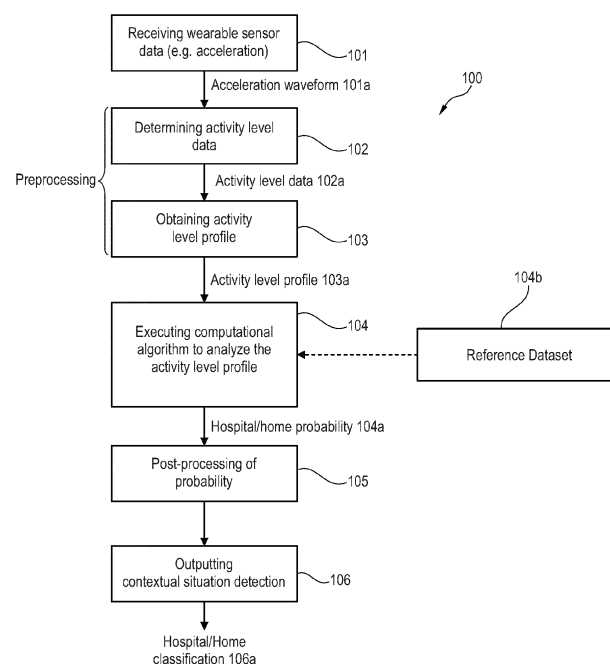 Receiving wearable sensor
data (e.g. acceleration)
101
Acceleration waveform 101a
100
Preprocessing
Determining activity level
data
102
Activity level data 102a
Obtaining activity
level profile
103
Activity level profile 103a
104
104b
Executing computational
algorithm to analyze the
activity level profile
Reference Dataset
Hospital/home probability 104a
Post-processing of
probability
105
Outputting
contextual situation detection
106
Hospital/Home
classification 106a